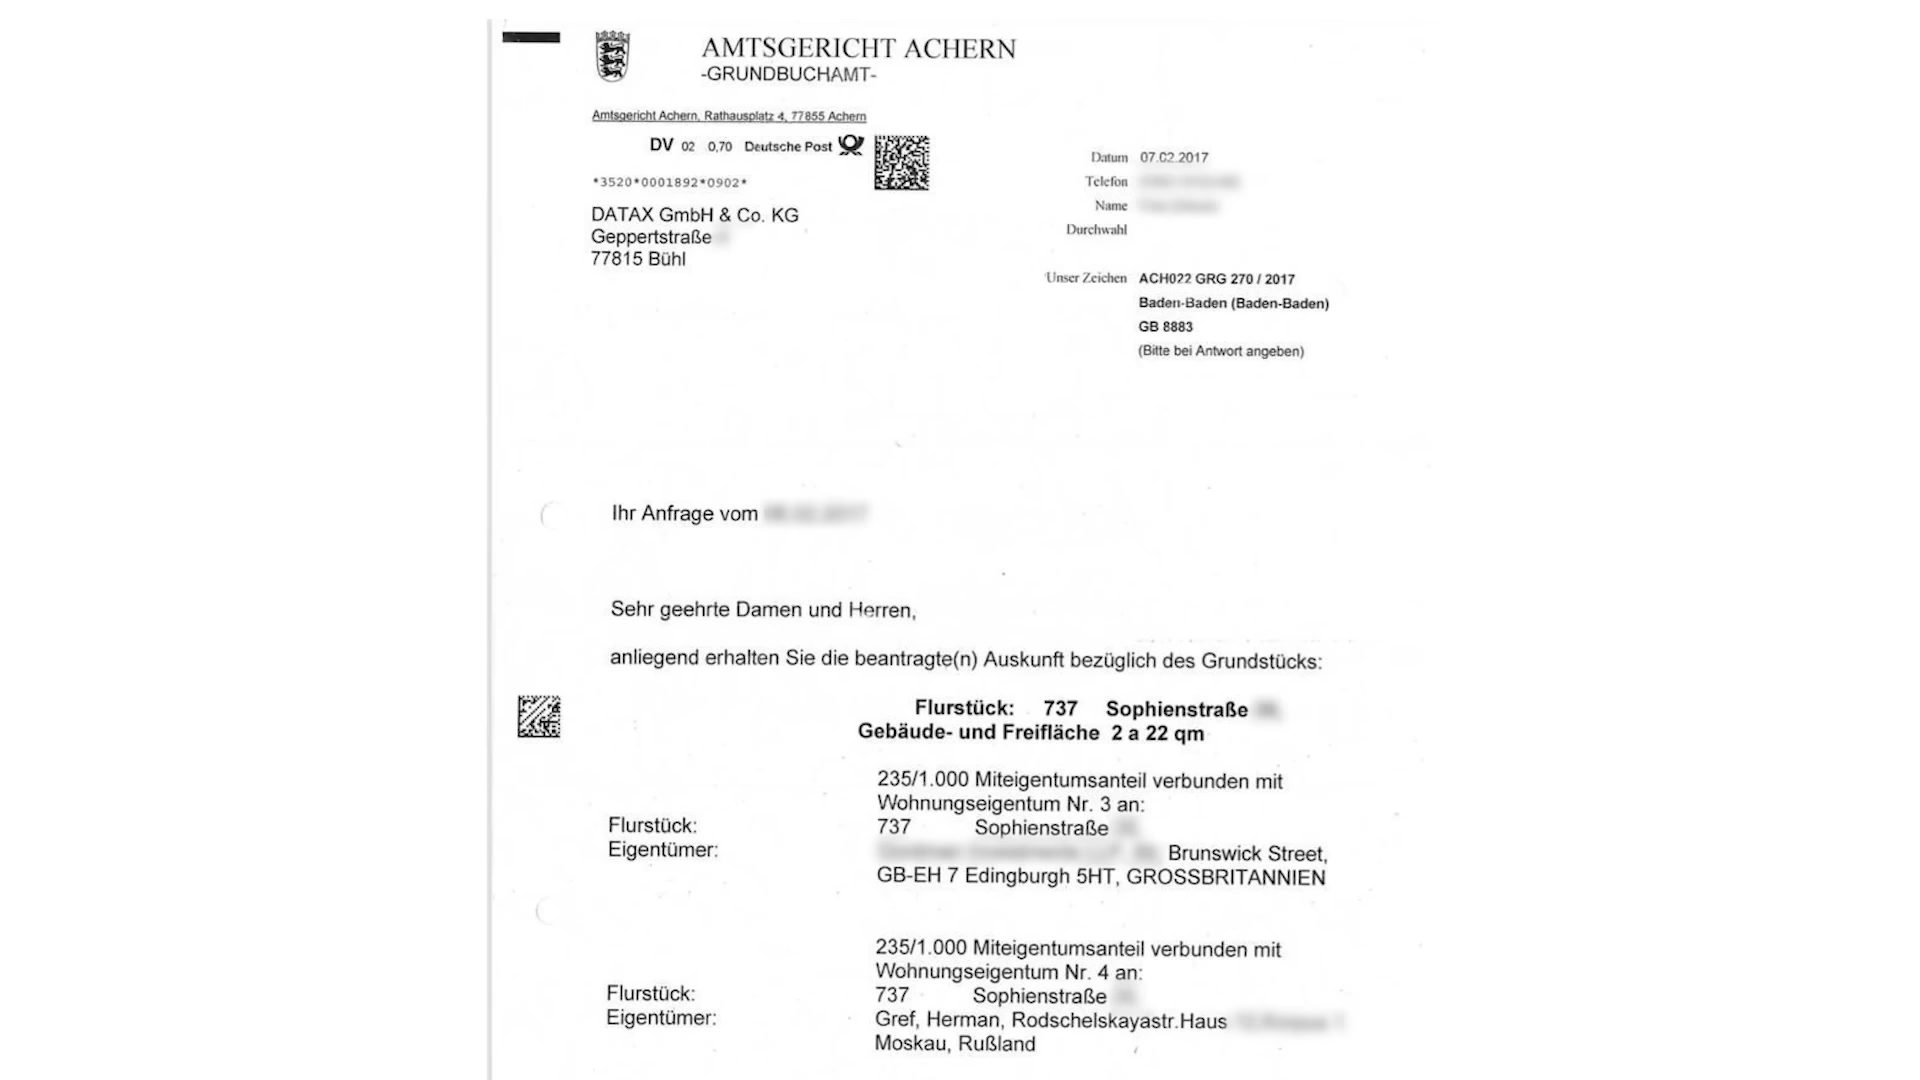 AMTSGERICHT ACHERN
-GRUNDBUCHAMT-
Amtsgericht Achern, Rathausplatz 4, 77855 Achern
DV 02 0,70 Deutsche Post
*3520*0001892*0902*
DATAX GmbH & Co. KG
Geppertstraße
77815 Bühl
Datum 07.02.2017
Telefon
Name
Durchwahl
Unser Zeichen ACH022 GRG 270 / 2017
Baden-Baden (Baden-Baden)
GB 8883
(Bitte bei Antwort angeben)
Ihr Anfrage vom
Sehr geehrte Damen und Herren,
anliegend erhalten Sie die beantragte(n) Auskunft bezüglich des Grundstücks:
Flurstück: 737 Sophienstraße
Gebäude- und Freifläche 2 a 22 qm
235/1.000 Miteigentumsanteil verbunden mit
Wohnungseigentum Nr. 3 an:
Flurstück: 737 Sophienstraße
Eigentümer: Brunswick Street,
GB-EH 7 Edingburgh 5HT, GROSSBRITANNIEN
235/1.000 Miteigentumsanteil verbunden mit
Wohnungseigentum Nr. 4 an:
Flurstück: 737 Sophienstraße
Eigentümer: Gref, Herman, Rodschelskayastr.Haus
Moskau, Rußland